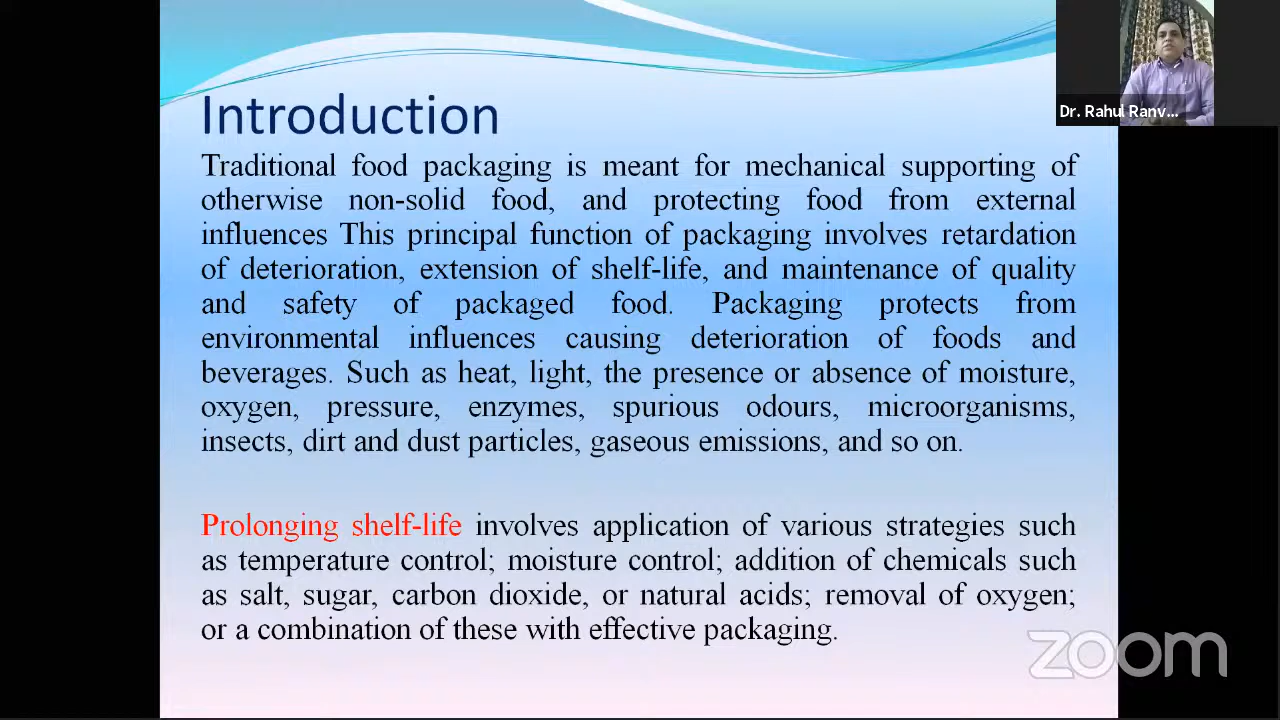 Introduction
Traditional food packaging is meant for mechanical supporting of
otherwise non-solid food, and protecting food from external
influences This principal function of packaging involves retardation
of deterioration, extension of shelf-life, and maintenance of quality
and safety of packaged food. Packaging protects from
environmental influences causing deterioration of foods and
beverages. Such as heat, light, the presence or absence of moisture,
oxygen, pressure, enzymes, spurious odours, microorganisms,
insects, dirt and dust particles, gaseous emissions, and so on.
Prolonging shelf-life involves application of various strategies such
as temperature control; moisture control; addition of chemicals such
as salt, sugar, carbon dioxide, or natural acids; removal of oxygen;
or a combination of these with effective packaging.
Dr. Rahul Ranv...
zoom